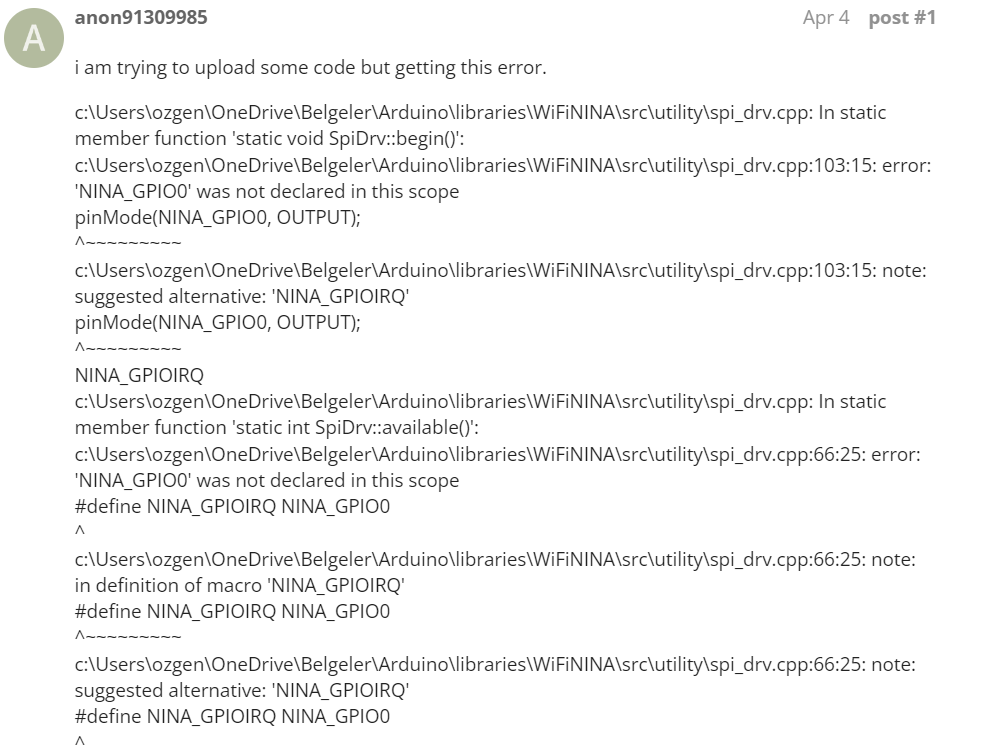 A
anon91309985
Apr 4 post #1
i am trying to upload some code but getting this error.
c:\Users\ozgen\OneDrive\Belgeler\Arduino\libraries\WiFiNINA\src\utility\spi_drv.cpp: In static
member function 'static void SpiDrv::begin()':
c:\Users\ozgen\OneDrive\Belgeler\Arduino\libraries\WiFiNINA\src\utility\spi_drv.cpp:103:15: error:
'NINA_GPIO0' was not declared in this scope
pinMode(NINA_GPIO0, OUTPUT);
^~~~~~~~~~
c:\Users\ozgen\OneDrive\Belgeler\Arduino\libraries\WiFiNINA\src\utility\spi_drv.cpp:103:15: note:
suggested alternative: 'NINA_GPIOIRQ'
pinMode(NINA_GPIO0, OUTPUT);
^~~~~~~~~~
NINA_GPIOIRQ
c:\Users\ozgen\OneDrive\Belgeler\Arduino\libraries\WiFiNINA\src\utility\spi_drv.cpp: In static
member function 'static int SpiDrv::available()':
c:\Users\ozgen\OneDrive\Belgeler\Arduino\libraries\WiFiNINA\src\utility\spi_drv.cpp:66:25: error:
'NINA_GPIO0' was not declared in this scope
#define NINA_GPIOIRQ NINA_GPIO0
^
c:\Users\ozgen\OneDrive\Belgeler\Arduino\libraries\WiFiNINA\src\utility\spi_drv.cpp:66:25: note:
in definition of macro 'NINA_GPIOIRQ'
#define NINA_GPIOIRQ NINA_GPIO0
^~~~~~~~~~
c:\Users\ozgen\OneDrive\Belgeler\Arduino\libraries\WiFiNINA\src\utility\spi_drv.cpp:66:25: note:
suggested alternative: 'NINA_GPIOIRQ'
#define NINA_GPIOIRQ NINA_GPIO0
^